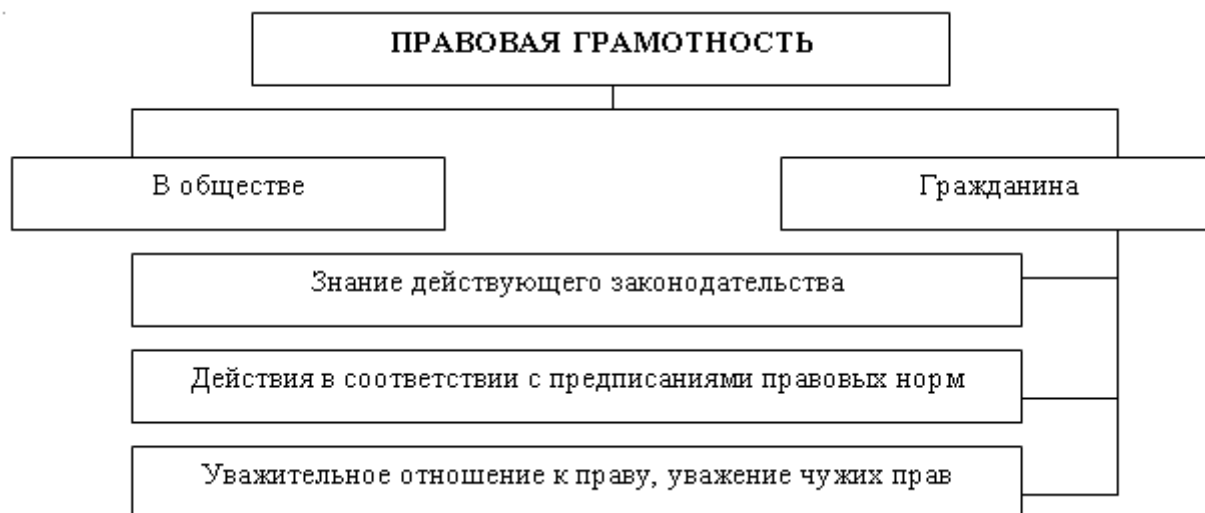 ПРАВОВАЯ ГРАМОТНОСТЬ
В обществе
Гражданина
Знание действующего законодательства
Действия в соответствии с предписаниями правовых норм
Уважительное отношение к праву, уважение чужих прав